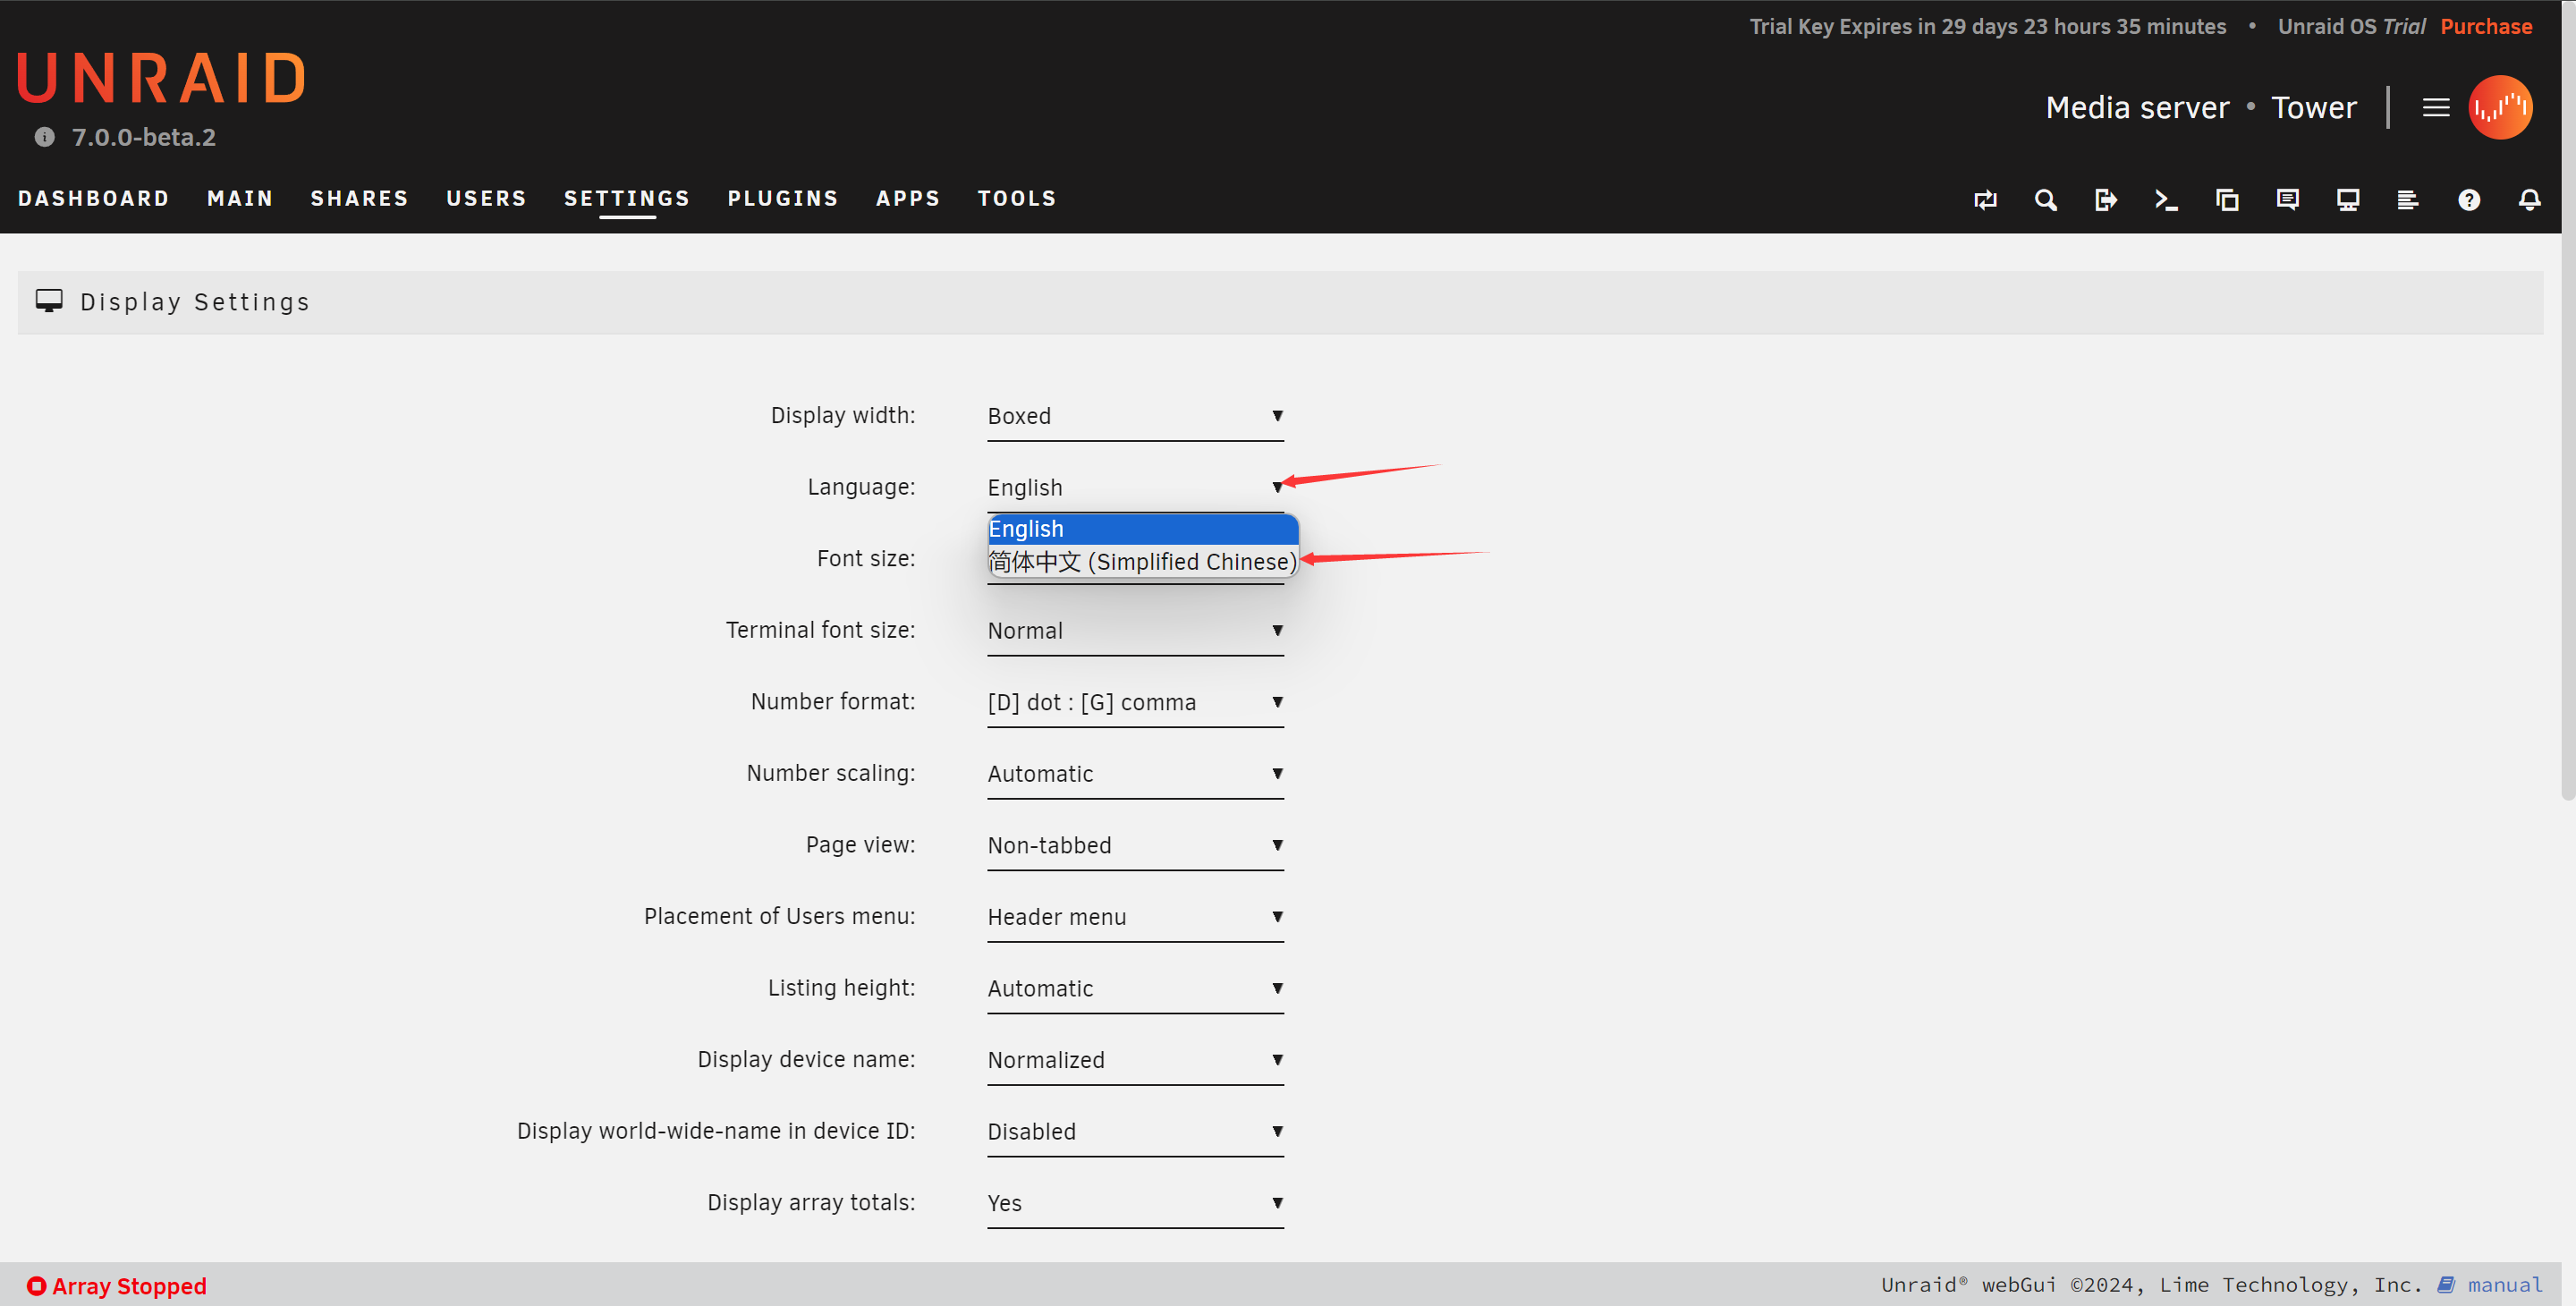 Trial Key Expires in 29 days 23 hours 35 minutes • Unraid OS Trial Purchase
UNRAID
7.0.0-beta.2
Media server • Tower
DASHBOARD MAIN SHARES USERS SETTINGS PLUGINS APPS TOOLS
Display Settings
Display width: Boxed
Language: English
English
Font size: 简体中文 (Simplified Chinese)
Terminal font size: Normal
Number format: [D] dot : [G] comma
Number scaling: Automatic
Page view: Non-tabbed
Placement of Users menu: Header menu
Listing height: Automatic
Display device name: Normalized
Display world-wide-name in device ID: Disabled
Display array totals: Yes
Array Stopped
Unraid® webGui ©2024, Lime Technology, Inc. manual